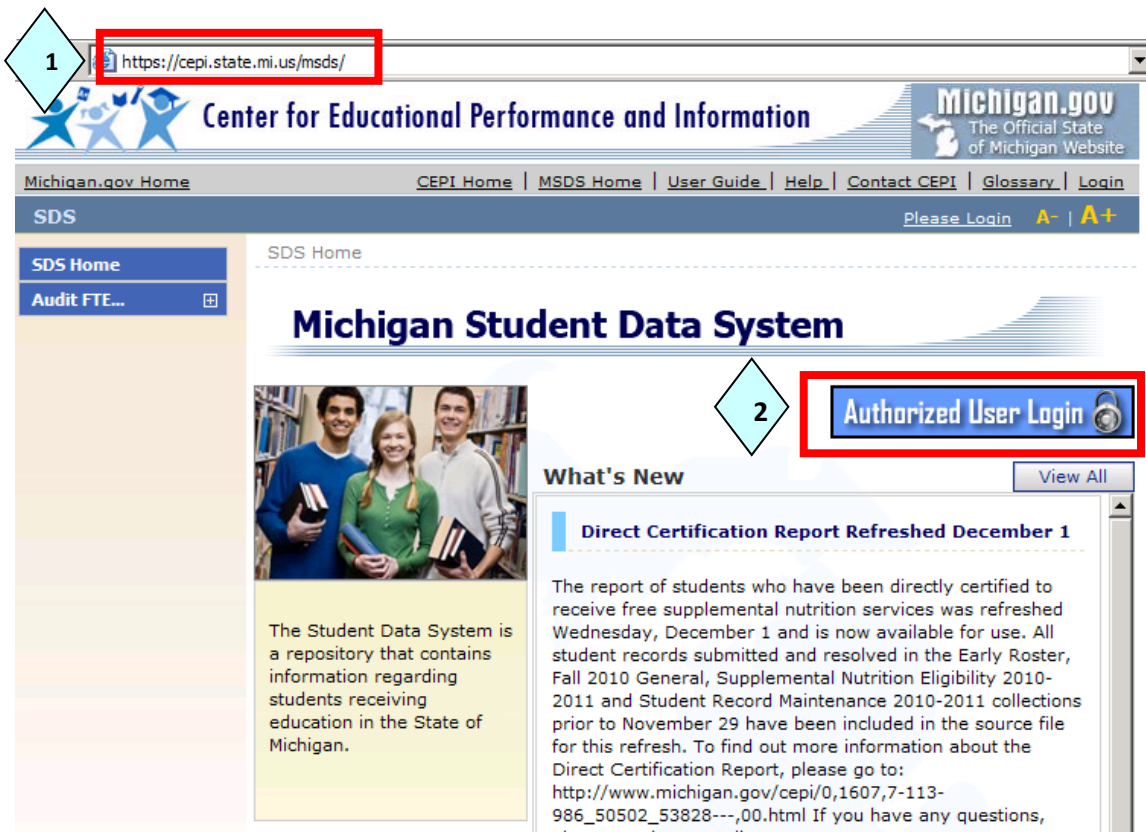 1
https://cepi.state.mi.us/msds/
Center for Educational Performance and Information
Michigan.gov
The Official State
of Michigan Website
Michigan.gov Home
CEPI Home | MSDS Home | User Guide | Help | Contact CEPI | Glossary | Login
SDS
Please Login A- | A+
SDS Home
Audit FTE...
SDS Home
Michigan Student Data System
2
Authorized User Login
What's New
View All
Direct Certification Report Refreshed December 1
The report of students who have been directly certified to
receive free supplemental nutrition services was refreshed
Wednesday, December 1 and is now available for use. All
student records submitted and resolved in the Early Roster,
Fall 2010 General, Supplemental Nutrition Eligibility 2010-
2011 and Student Record Maintenance 2010-2011 collections
prior to November 29 have been included in the source file
for this refresh. To find out more information about the
Direct Certification Report, please go to:
http://www.michigan.gov/cepi/0,1607,7-113-
986_50502_53828---,00.html If you have any questions,
The Student Data System is
a repository that contains
information regarding
students receiving
education in the State of
Michigan.